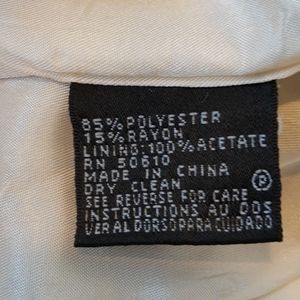 85% POLYESTER
15% RAYON
LINING:100% ACETATE
RN 50610
MADE IN CHINA
DRY CLEAN Ⓟ
SEE REVERSE FOR CARE
INSTRUCTIONS AU DOS
VER AL DORSO PARA CUIDADO